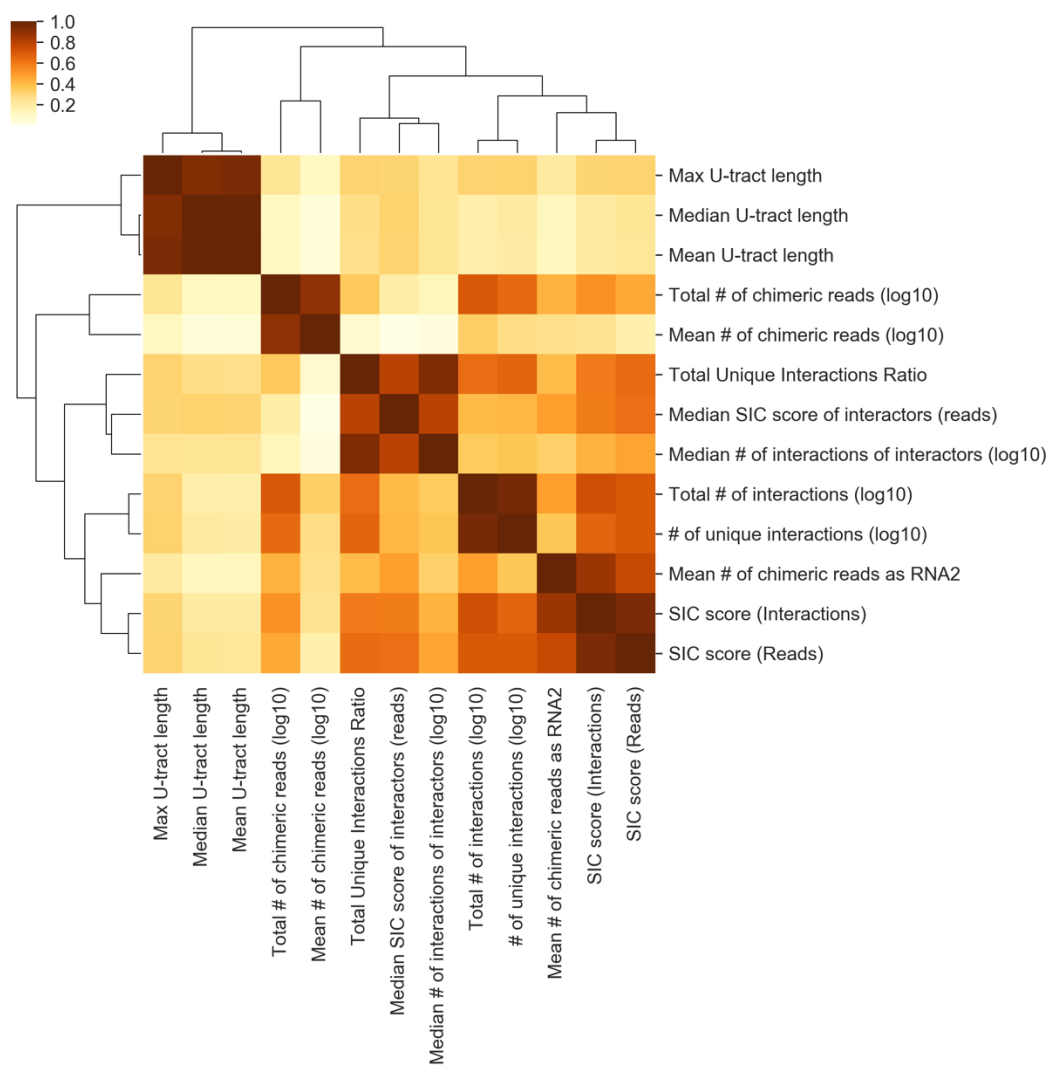 1.0
0.8
0.6
0.4
0.2
Max U-tract length
Median U-tract length
Mean U-tract length
Total # of chimeric reads (log10)
Mean # of chimeric reads (log10)
Total Unique Interactions Ratio
Median SIC score of interactors (reads)
Median # of interactions of interactors (log10)
Total # of interactions (log10)
# of unique interactions (log10)
Mean # of chimeric reads as RNA2
SIC score (Interactions)
SIC score (Reads)
Max U-tract length
Median U-tract length
Mean U-tract length
Total # of chimeric reads (log10)
Mean # of chimeric reads (log10)
Total Unique Interactions Ratio
Median SIC score of interactors (reads)
Median # of interactions of interactors (log10)
Total # of interactions (log10)
# of unique interactions (log10)
Mean # of chimeric reads as RNA2
SIC score (Interactions)
SIC score (Reads)